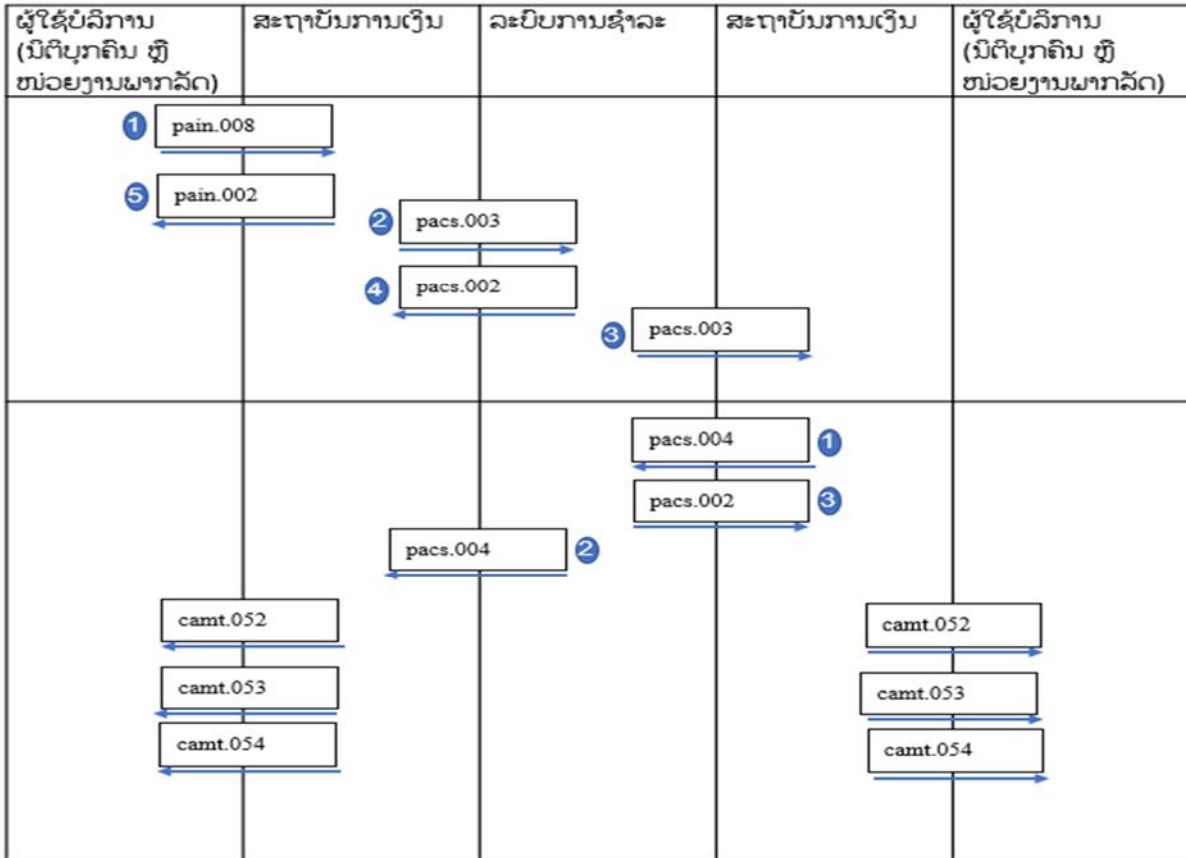 ຜູ້ໃຊ້ບໍລິການ
(ນິຕິບຸກຄົນ ຫຼື
ໜ່ວຍງານພາກລັດ)
ສະຖາບັນການເງິນ
ລະບົບການຊໍາລະ
ສະຖາບັນການເງິນ
ຜູ້ໃຊ້ບໍລິການ
(ນິຕິບຸກຄົນ ຫຼື
ໜ່ວຍງານພາກລັດ)
1 pain.008
5 pain.002
2 pacs.003
4 pacs.002
3 pacs.003
pacs.004 1
pacs.002 3
pacs.004 2
camt.052
camt.052
camt.053
camt.053
camt.054
camt.054